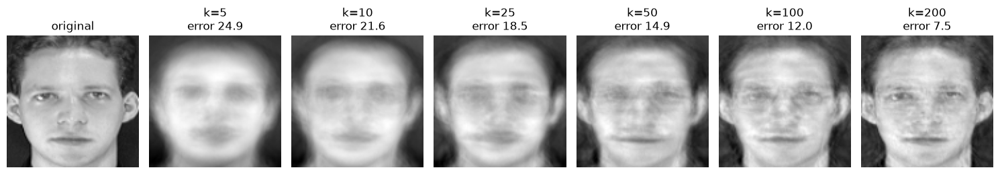 original
k=5
error 24.9
k=10
error 21.6
k=25
error 18.5
k=50
error 14.9
k=100
error 12.0
k=200
error 7.5